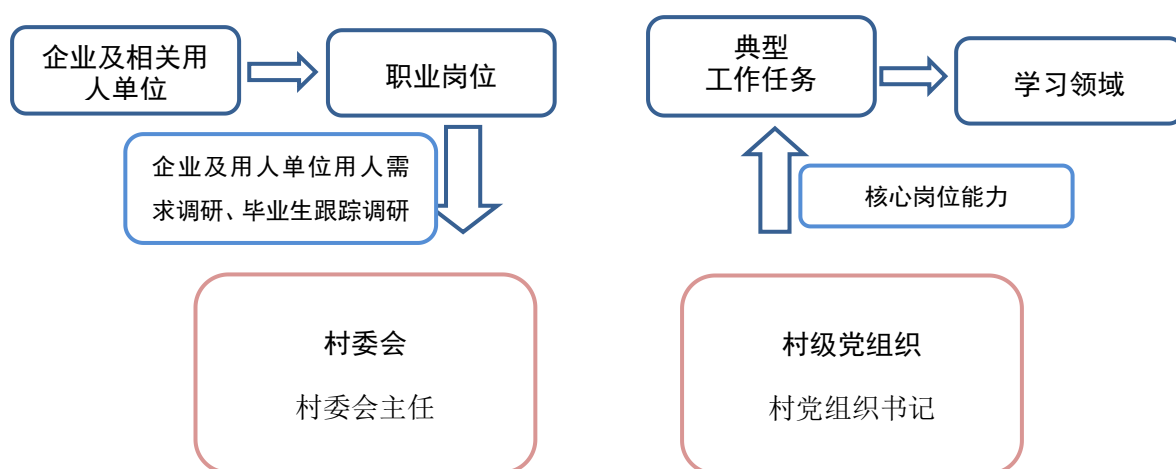 企业及相关用
人单位
职业岗位
典型
工作任务
学习领域
企业及用人单位用人需
求调研、毕业生跟踪调研
核心岗位能力
村委会
村委会主任
村级党组织
村党组织书记